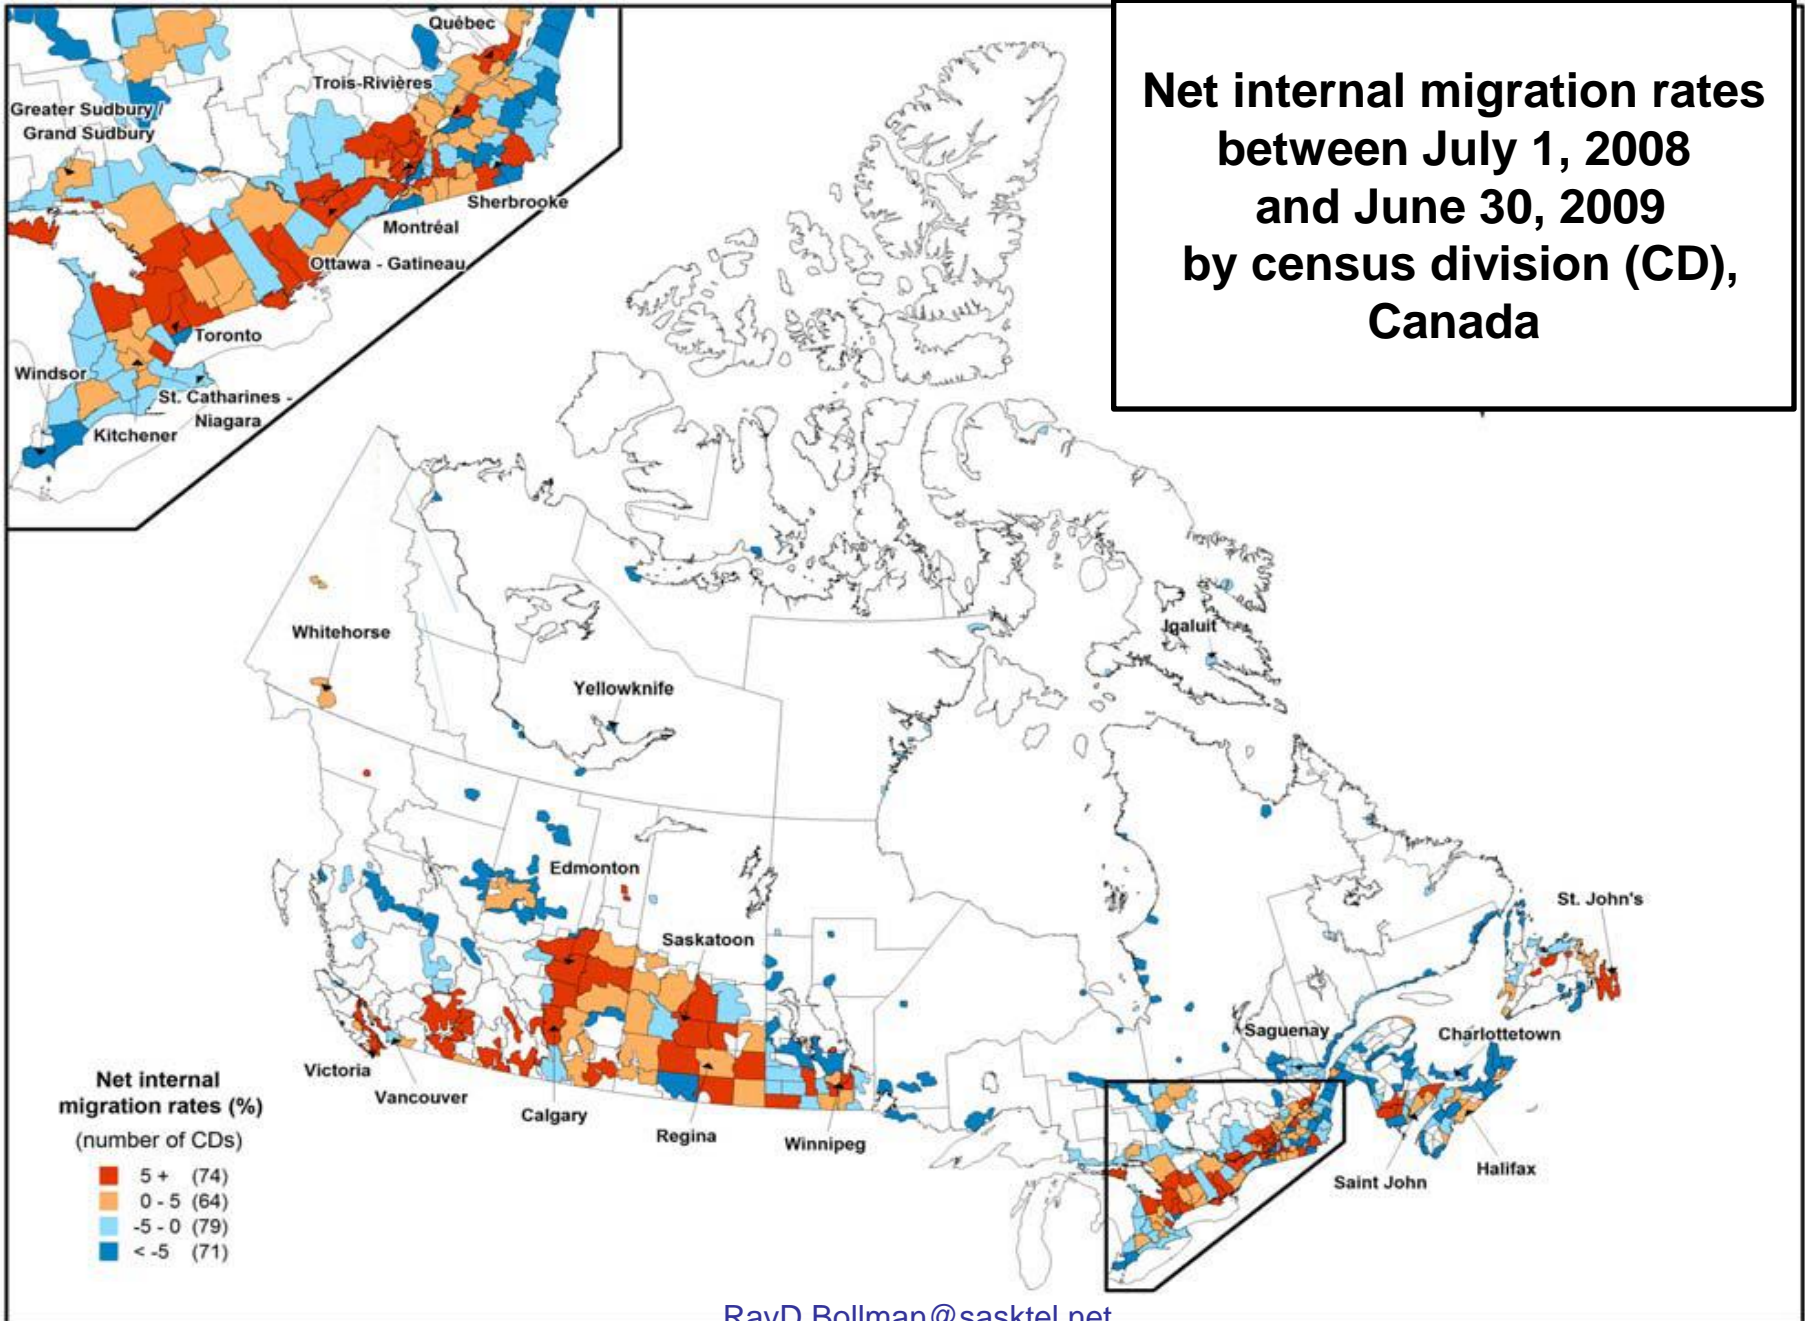 Net internal migration rates
between July 1, 2008
and June 30, 2009
by census division (CD),
Canada
Québec
Trois-Rivières
Greater Sudbury /
Grand Sudbury
Sherbrooke
Montréal
Ottawa - Gatineau
Toronto
Windsor
St. Catharines -
Niagara
Kitchener
Whitehorse
Yellowknife
Iqaluit
Edmonton
Saskatoon
St. John's
Saguenay
Charlottetown
Victoria
Vancouver
Calgary
Regina
Winnipeg
Saint John
Halifax
Net internal
migration rates (%)
(number of CDs)
5 + (74)
0 - 5 (64)
-5 - 0 (79)
< -5 (71)
RayD.Bollman@sasktel.net